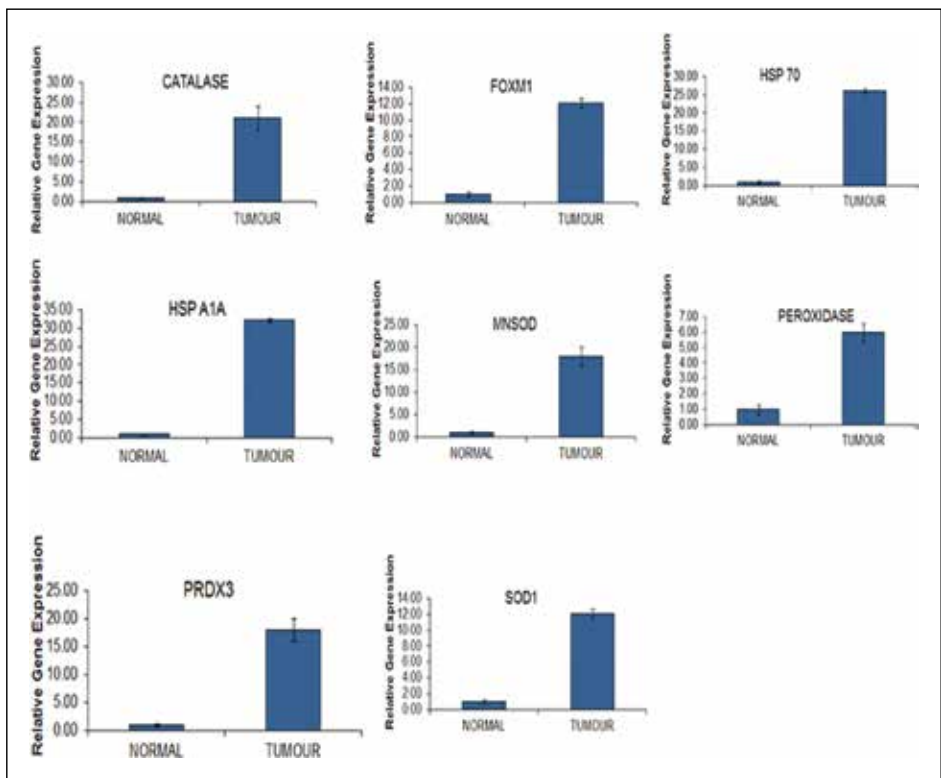 CATALASE
Relative Gene Expression
30.00
25.00
20.00
15.00
10.00
5.00
0.00
NORMAL TUMOUR
FOXM1
Relative Gene Expression
14.00
12.00
10.00
8.00
6.00
4.00
2.00
0.00
NORMAL TUMOUR
HSP 70
Relative Gene Expression
30.00
25.00
20.00
15.00
10.00
5.00
0.00
NORMAL TUMOUR
HSP A1A
Relative Gene Expression
35.00
30.00
25.00
20.00
15.00
10.00
5.00
0.00
NORMAL TUMOUR
MNSOD
Relative Gene Expression
25.00
20.00
15.00
10.00
5.00
0.00
NORMAL TUMOUR
PEROXIDASE
Relative Gene Expression
7.00
6.00
5.00
4.00
3.00
2.00
1.00
0.00
NORMAL TUMOUR
PRDX3
Relative Gene Expression
25.00
20.00
15.00
10.00
5.00
0.00
NORMAL TUMOUR
SOD1
Relative Gene Expression
14.00
12.00
10.00
8.00
6.00
4.00
2.00
0.00
NORMAL TUMOUR